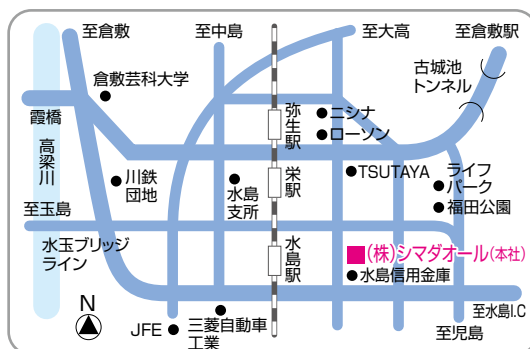 至倉敷
至中島
至大高
至倉敷駅
古城池
トンネル
倉敷芸科大学
弥生駅
ニシナ
ローソン
霞橋
高梁川
川鉄
団地
水島
支所
栄駅
TSUTAYA
ライフ
パーク
福田公園
至玉島
水玉ブリッジ
ライン
水島駅
(株)シマダオール(本社)
水島信用金庫
N
JFE
三菱自動車
工業
至水島I.C
至児島